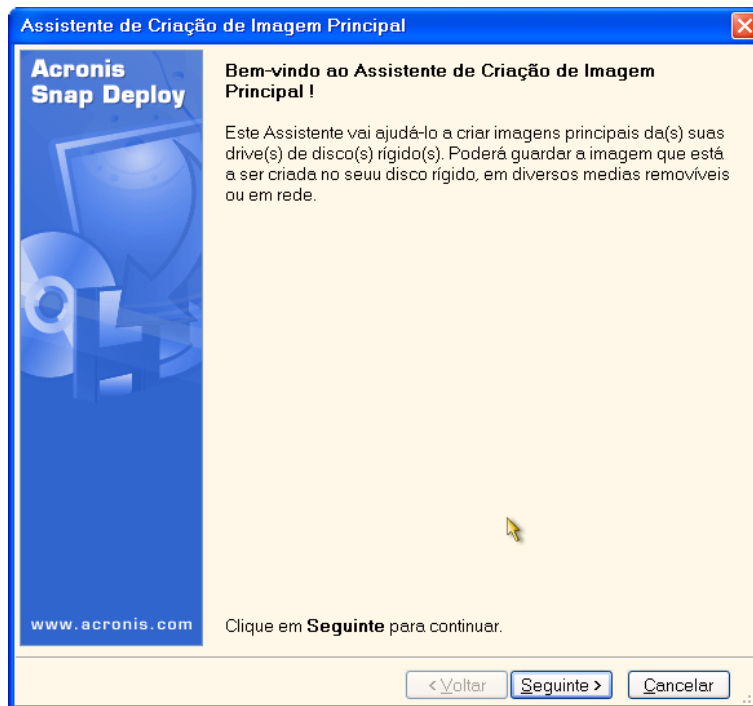 Assistente de Criação de Imagem Principal
Acronis
Snap Deploy
Bem-vindo ao Assistente de Criação de Imagem
Principal !
Este Assistente vai ajudá-lo a criar imagens principais da(s) suas
drive(s) de disco(s) rígido(s). Poderá guardar a imagem que está
a ser criada no seuu disco rígido, em diversos medias removíveis
ou em rede.
www.acronis.com
Clique em Seguinte para continuar.
< Voltar
Seguinte >
Cancelar